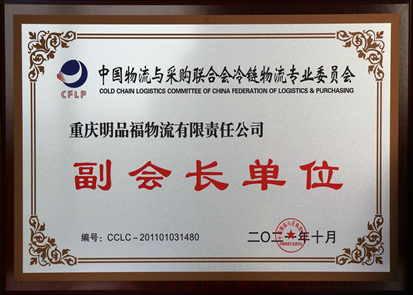 CFLP
中国物流与采购联合会冷链物流专业委员会
COLD CHAIN LOGISTICS COMMITTEE OF CHINA FEDERATION OF LOGISTICS & PURCHASING
重庆明品福物流有限责任公司
副会长单位
编号：CCLC-201101031480
二〇二一年十月